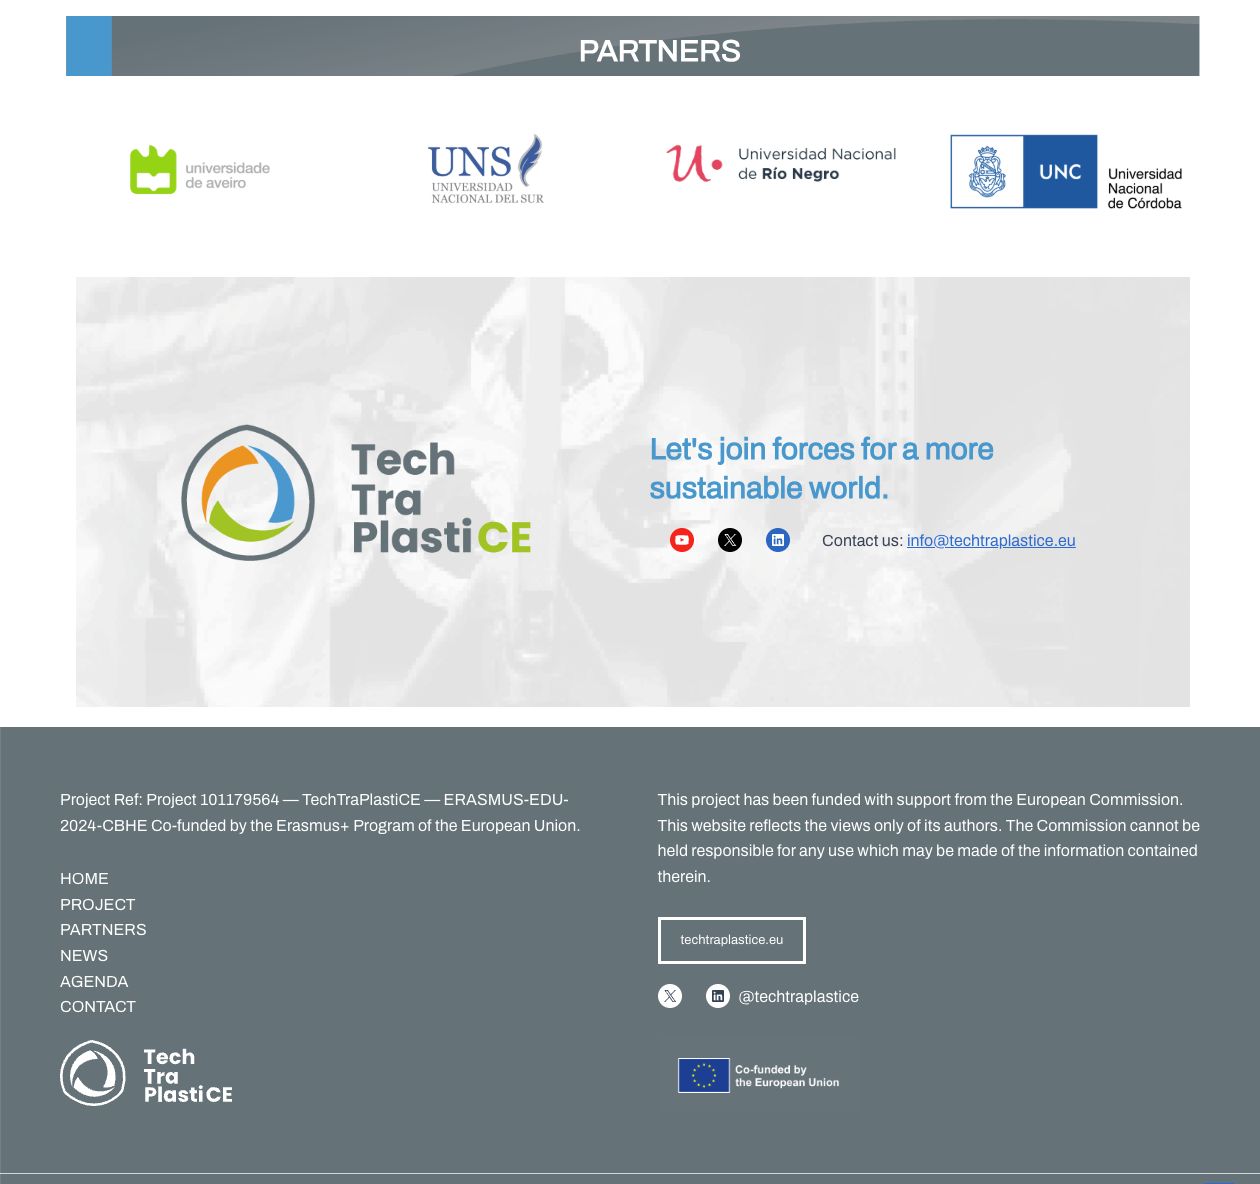 PARTNERS
universidade
de aveiro
UNS
UNIVERSIDAD
NACIONAL DEL SUR
Universidad Nacional
de Río Negro
UNC
Universidad
Nacional
de Córdoba
Tech
Tra
PlastiCE
Let's join forces for a more
sustainable world.
Contact us: info@techtraplastice.eu
Project Ref: Project 101179564 — TechTraPlastiCE — ERASMUS-EDU-
2024-CBHE Co-funded by the Erasmus+ Program of the European Union.
HOME
PROJECT
PARTNERS
NEWS
AGENDA
CONTACT
Tech
Tra
PlastiCE
This project has been funded with support from the European Commission.
This website reflects the views only of its authors. The Commission cannot be
held responsible for any use which may be made of the information contained
therein.
techtraplastice.eu
@techtraplastice
Co-funded by
the European Union